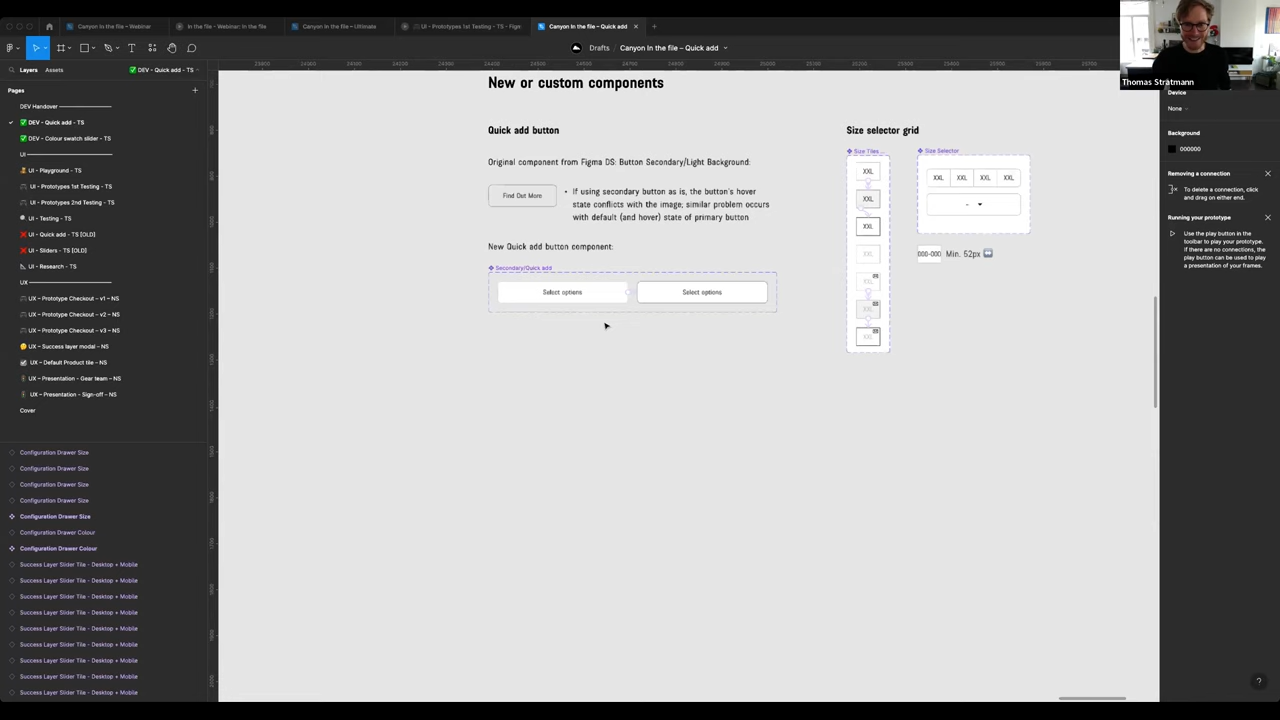 Canyon In the file – Webinar
In the file - Webinar: In the file
Canyon In the file – Ultimate
UI - Prototypes 1st Testing - TS - Figm
Canyon In the file – Quick add
Drafts
Canyon In the file – Quick add
Thomas Stratmann
Layers
Assets
✅ DEV - Quick add - TS
Pages
DEV Handover
✅ DEV - Quick add - TS
✅ DEV - Colour swatch slider - TS
UI
UI - Playground - TS
UI - Prototypes 1st Testing - TS
UI - Prototypes 2nd Testing - TS
UI - Testing - TS
❌ UI - Quick add - TS [OLD]
❌ UI - Sliders - TS [OLD]
UI - Research - TS
UX
UX – Prototype Checkout – v1 – NS
UX – Prototype Checkout – v2 – NS
UX – Prototype Checkout – v3 – NS
UX – Success layer modal – NS
UX – Default Product tile – NS
UX – Presentation - Gear team – NS
UX – Presentation - Sign-off – NS
Cover
Configuration Drawer Size
Configuration Drawer Size
Configuration Drawer Size
Configuration Drawer Size
Configuration Drawer Size
Configuration Drawer Colour
Configuration Drawer Colour
Success Layer Slider Tile - Desktop + Mobile
Success Layer Slider Tile - Desktop + Mobile
Success Layer Slider Tile - Desktop + Mobile
Success Layer Slider Tile - Desktop + Mobile
Success Layer Slider Tile - Desktop + Mobile
Success Layer Slider Tile - Desktop + Mobile
Success Layer Slider Tile - Desktop + Mobile
Success Layer Slider Tile - Desktop + Mobile
Success Layer Slider Tile - Desktop + Mobile
New or custom components
Quick add button
Original component from Figma DS: Button Secondary/Light Background:
Find Out More
• If using secondary button as is, the button's hover
state conflicts with the image; similar problem occurs
with default (and hover) state of primary button
New Quick add button component:
Secondary/Quick add
Select options
Select options
Size selector grid
Size Tiles ...
XXL
XXL
XXL
XXL
XXL
Size Selector
XXL XXL XXL XXL
-
000-000 Min. 52px
Device
None
Background
000000
Removing a connection
To delete a connection, click
and drag on either end.
Running your prototype
Use the play button in the
toolbar to play your prototype.
If there are no connections, the
play button can be used to
play a presentation of your
frames.
?